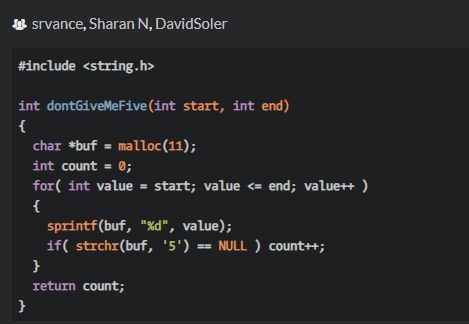 srvance, Sharan N, DavidSoler
#include <string.h>
int dontGiveMeFive(int start, int end)
{
char *buf = malloc(11);
int count = 0;
for( int value = start; value <= end; value++ )
{
sprintf(buf, "%d", value);
if( strchr(buf, '5') == NULL ) count++;
}
return count;
}